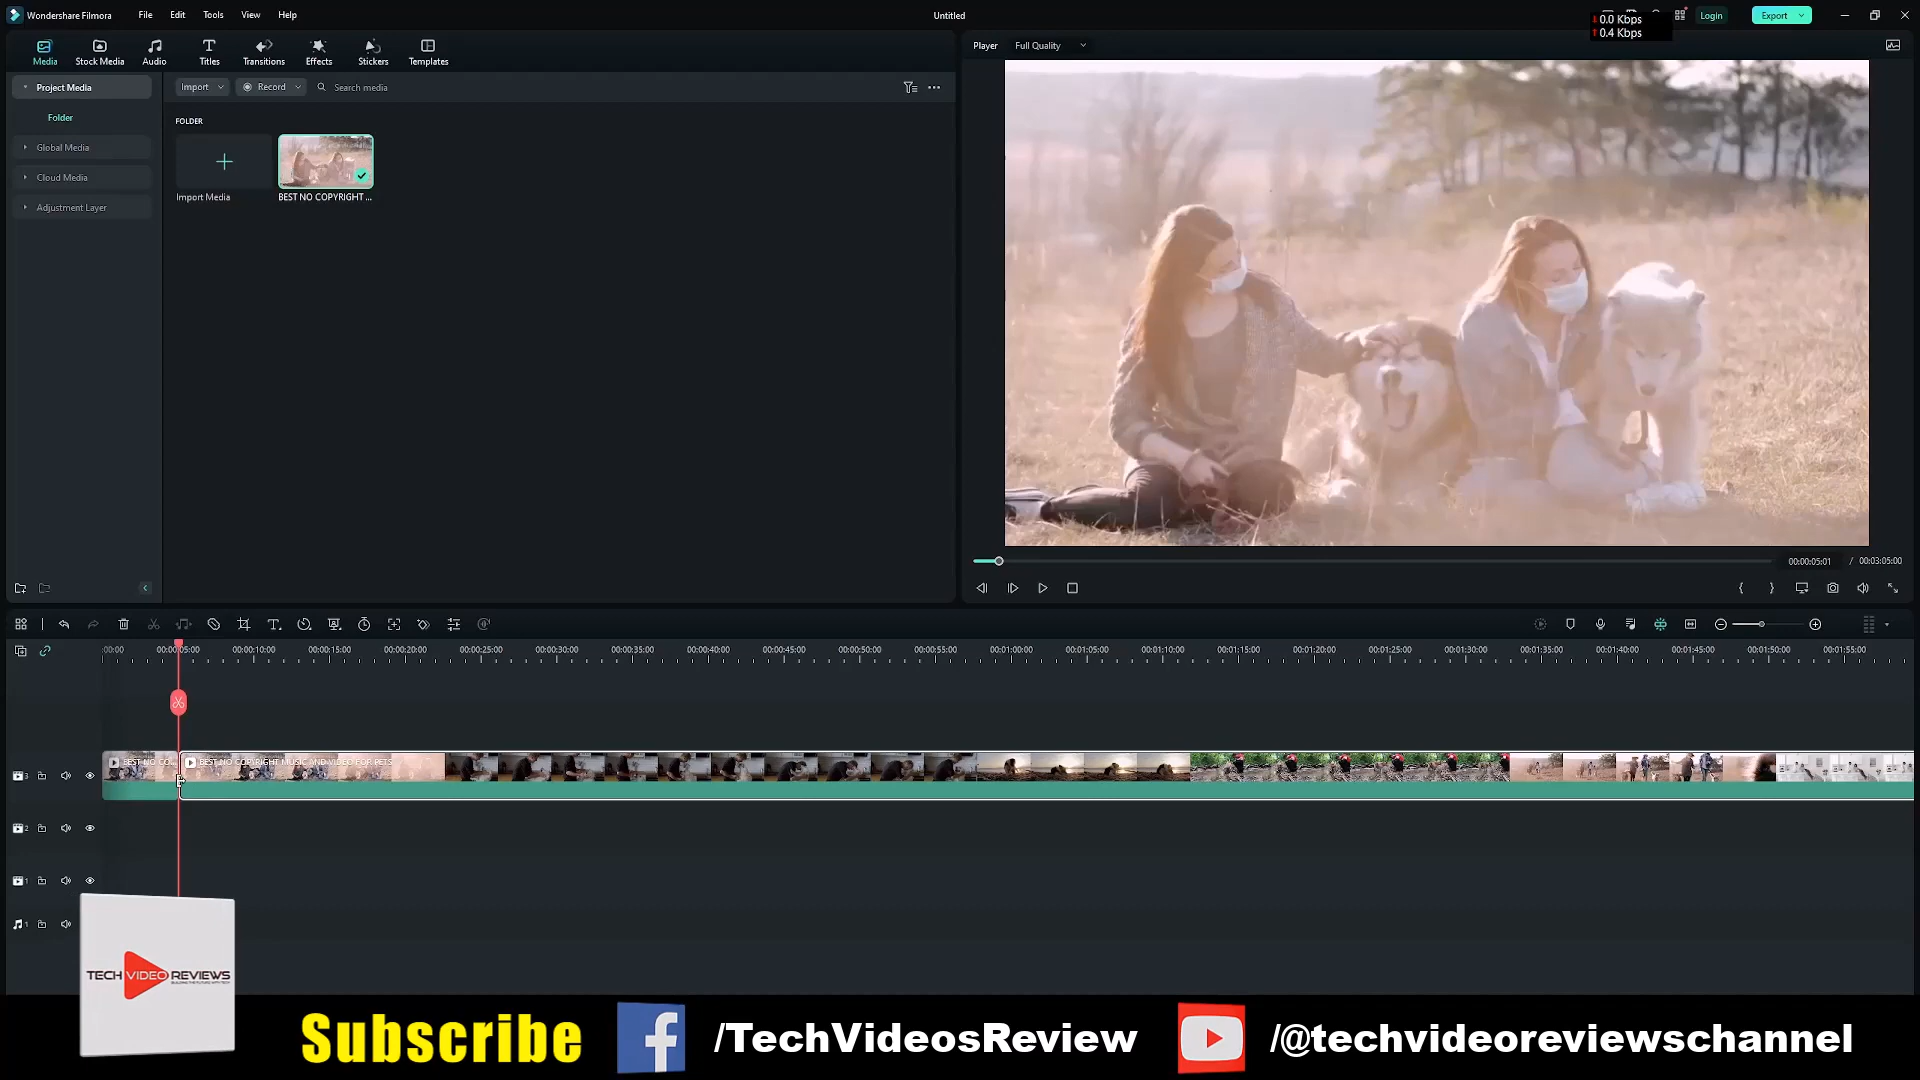 Wondershare Filmora
File
Edit
Tools
View
Help
Untitled
0.0 Kbps
0.4 Kbps
Login
Export
Media
Stock Media
Audio
Titles
Transitions
Effects
Stickers
Templates
Player
Full Quality
Project Media
Import
Record
Search media
Folder
FOLDER
Global Media
Cloud Media
Adjustment Layer
Import Media
BEST NO COPYRIGHT ...
00:00:05:01 / 00:03:05:00
:00:00
00:00:05:00
00:00:10:00
00:00:15:00
00:00:20:00
00:00:25:00
00:00:30:00
00:00:35:00
00:00:40:00
00:00:45:00
00:00:50:00
00:00:55:00
00:01:00:00
00:01:05:00
00:01:10:00
00:01:15:00
00:01:20:00
00:01:25:00
00:01:30:00
00:01:35:00
00:01:40:00
00:01:45:00
00:01:50:00
00:01:55:00
BEST NO CO...
BEST NO COPYRIGHT MUSIC AND VIDEO FOR PETS
3
2
1
1
TECH VIDEO REVIEWS
Subscribe
/TechVideosReview
/@techvideoreviewschannel